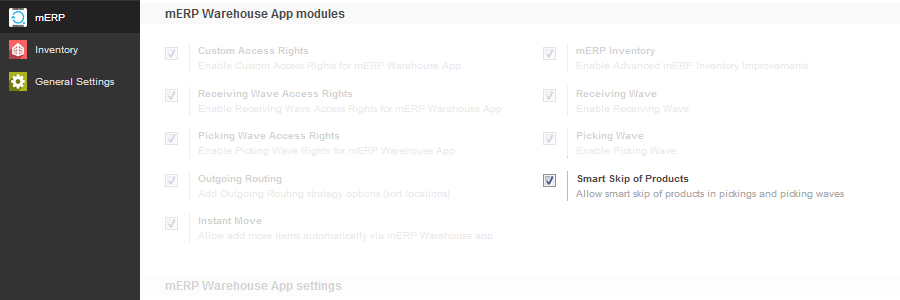 mERP
Inventory
General Settings
mERP Warehouse App modules
Custom Access Rights
Enable Custom Access Rights for mERP Warehouse App
mERP Inventory
Enable Advanced mERP Inventory Improvements
Receiving Wave Access Rights
Enable Receiving Wave Access Rights for mERP Warehouse App
Receiving Wave
Enable Receiving Wave
Picking Wave Access Rights
Enable Picking Wave Rights for mERP Warehouse App
Picking Wave
Enable Picking Wave
Outgoing Routing
Add Outgoing Routing strategy options (sort locations)
Smart Skip of Products
Allow smart skip of products in pickings and picking waves
Instant Move
Allow add more items automatically via mERP Warehouse app
mERP Warehouse App settings